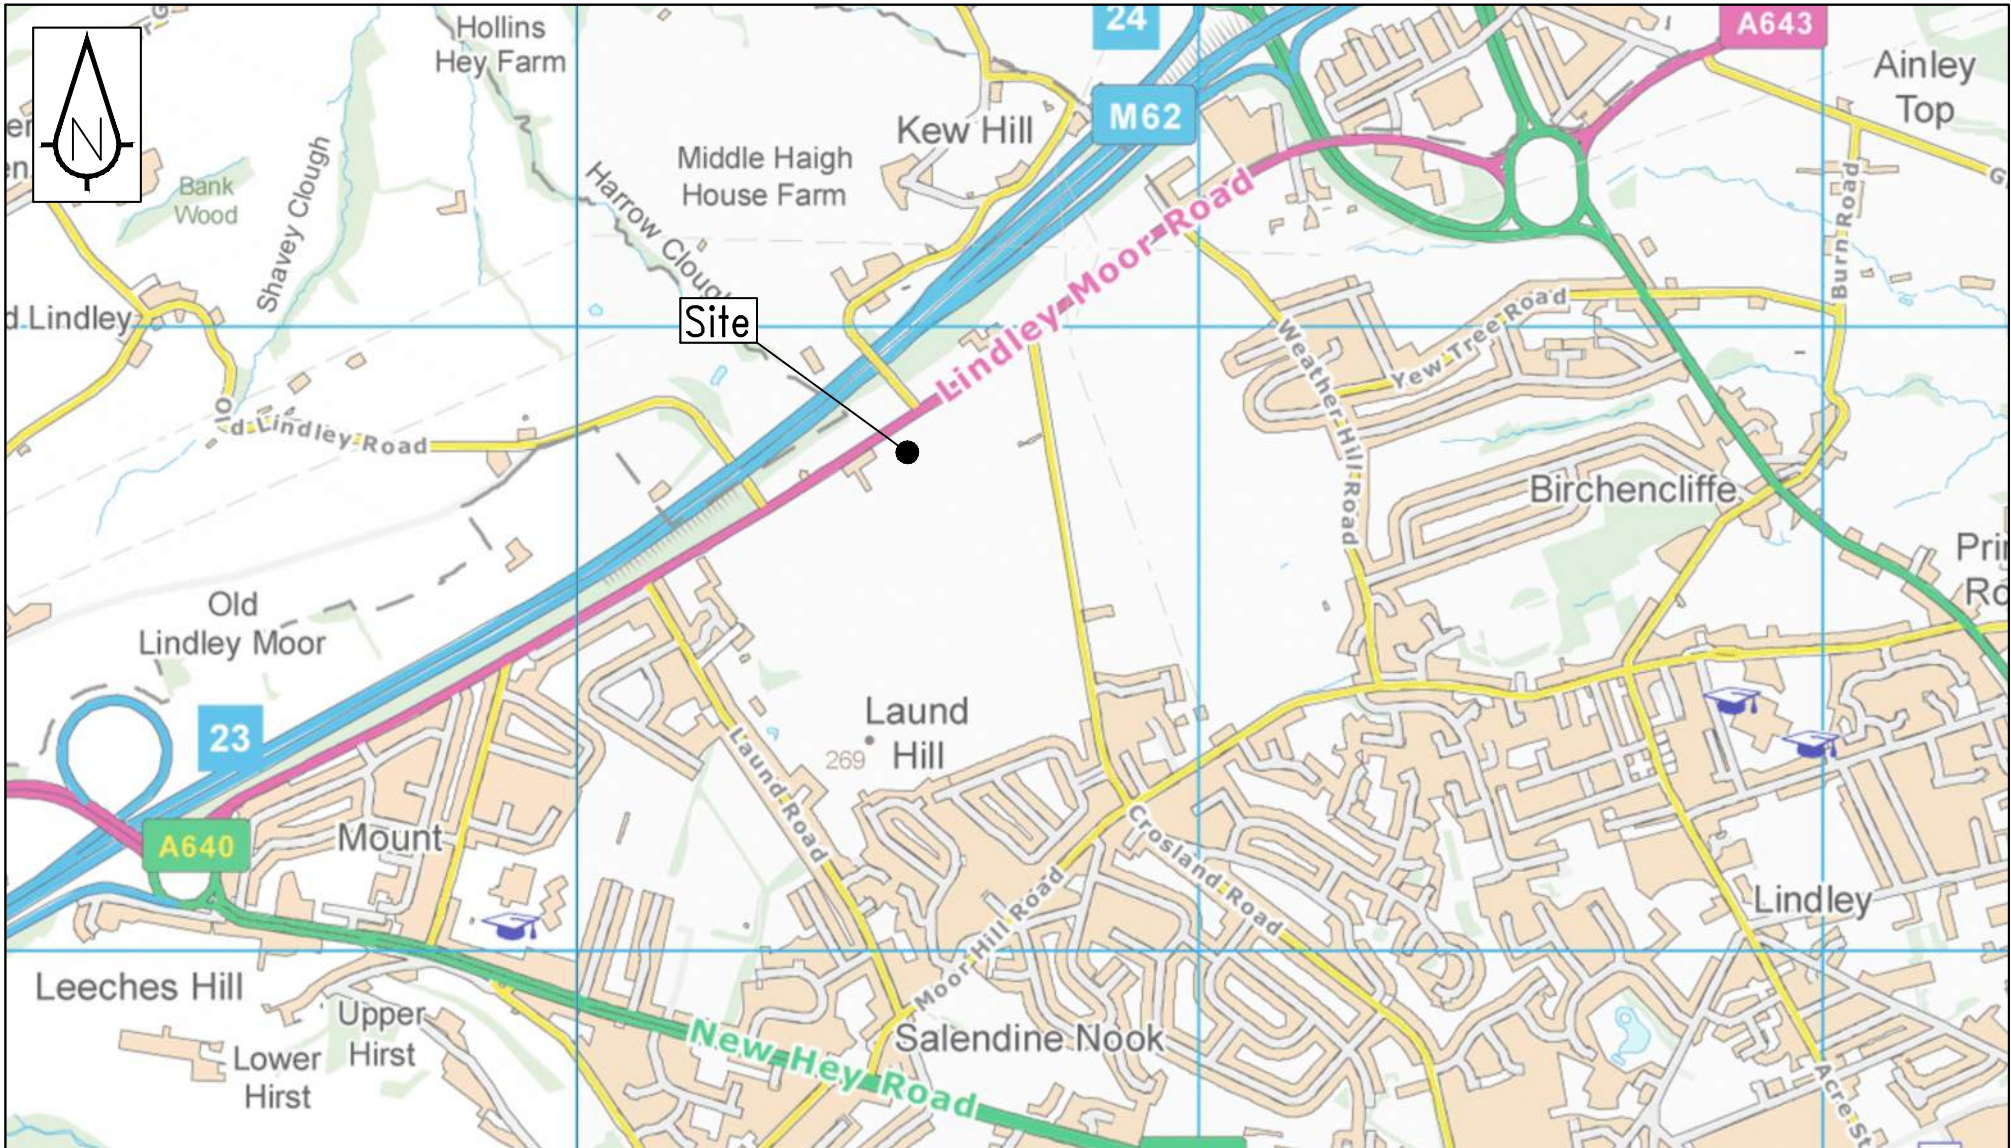 Hollins
Hey Farm
24
A643
Ainley
Top
N
M62
Kew Hill
Middle Haigh
House Farm
Bank
Wood
Shavey Clough
Harrow Clough
Lindley Moor Road
Burn Road
d Lindley
Site
Weather Hill Road
Yew Tree Road
Old Lindley Road
Birchencliffe
Old
Lindley Moor
23
Laund
Hill
269
Laund Road
Mount
A640
Crosland Road
Moor Hill Road
Lindley
Leeches Hill
Upper
Hirst
Lower
Hirst
Salendine Nook
New Hey Road
Acre St